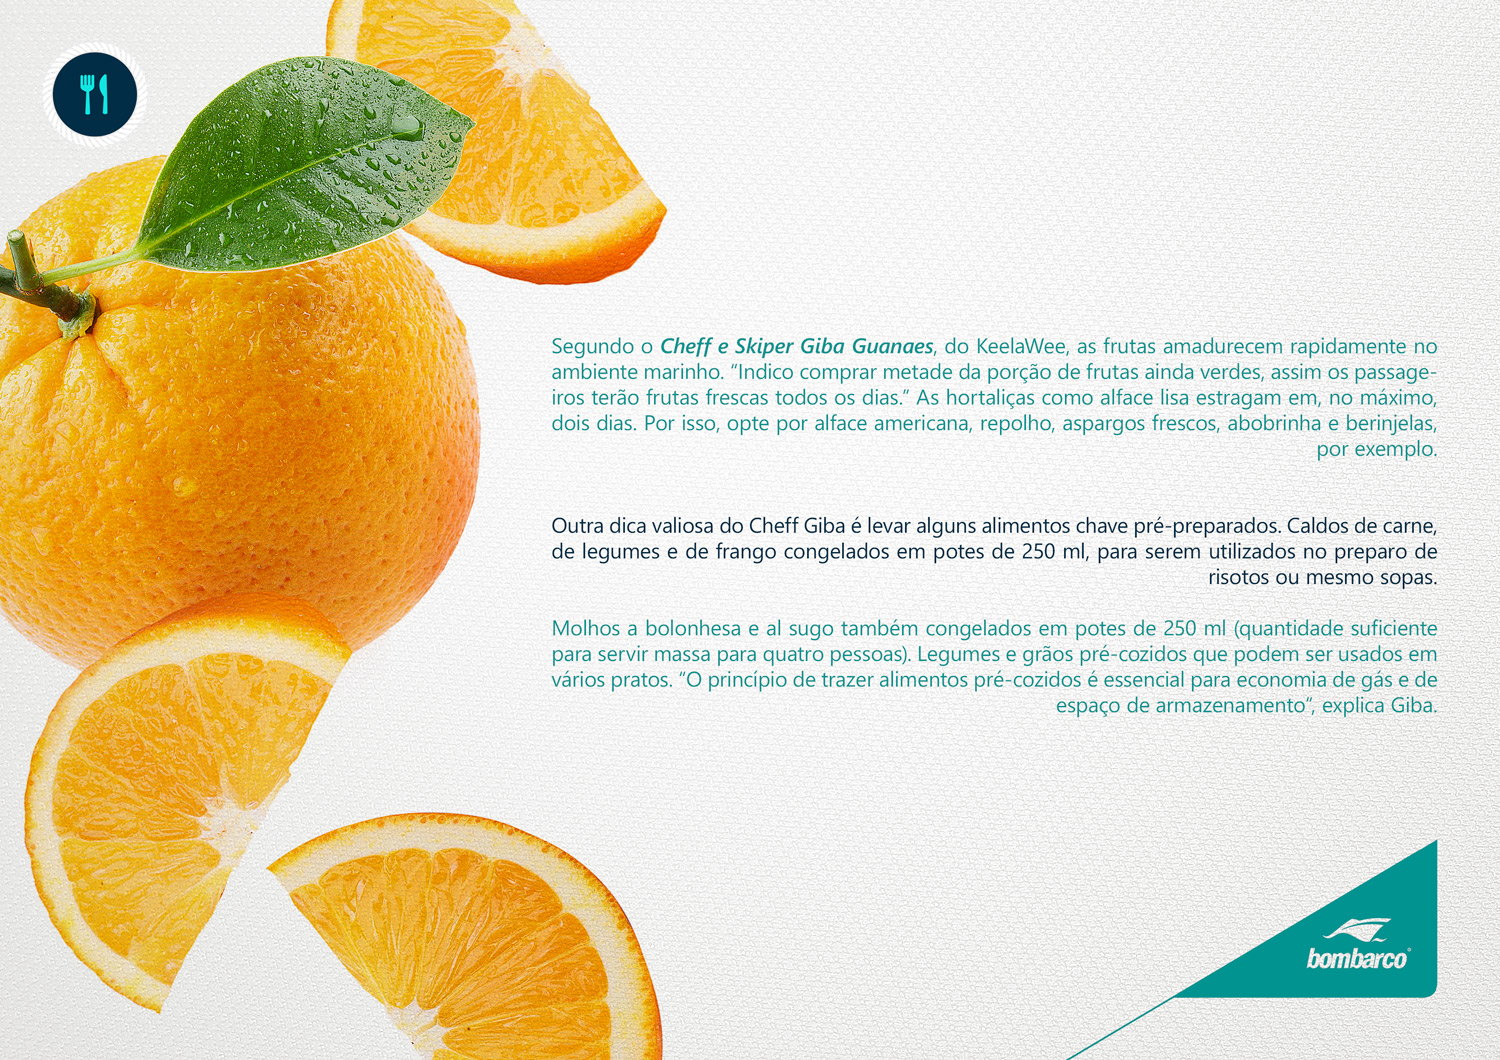 Segundo o Cheff e Skiper Giba Guanaes, do KeelaWee, as frutas amadurecem rapidamente no
ambiente marinho. “Indico comprar metade da porção de frutas ainda verdes, assim os passage-
iros terão frutas frescas todos os dias.” As hortaliças como alface lisa estragam em, no máximo,
dois dias. Por isso, opte por alface americana, repolho, aspargos frescos, abobrinha e berinjelas,
por exemplo.
Outra dica valiosa do Cheff Giba é levar alguns alimentos chave pré-preparados. Caldos de carne,
de legumes e de frango congelados em potes de 250 ml, para serem utilizados no preparo de
risotos ou mesmo sopas.
Molhos a bolonhesa e al sugo também congelados em potes de 250 ml (quantidade suficiente
para servir massa para quatro pessoas). Legumes e grãos pré-cozidos que podem ser usados em
vários pratos. “O princípio de trazer alimentos pré-cozidos é essencial para economia de gás e de
espaço de armazenamento“, explica Giba.
bombarco®